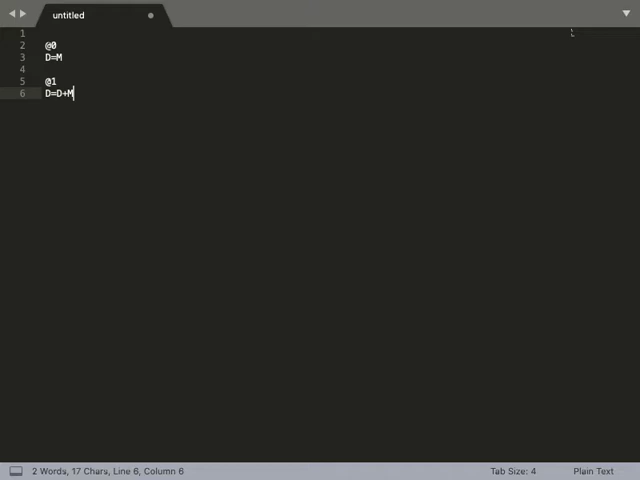 untitled
1
2 @0
3 D=M
4
5 @1
6 D=D+M
2 Words, 17 Chars, Line 6, Column 6
Tab Size: 4
Plain Text